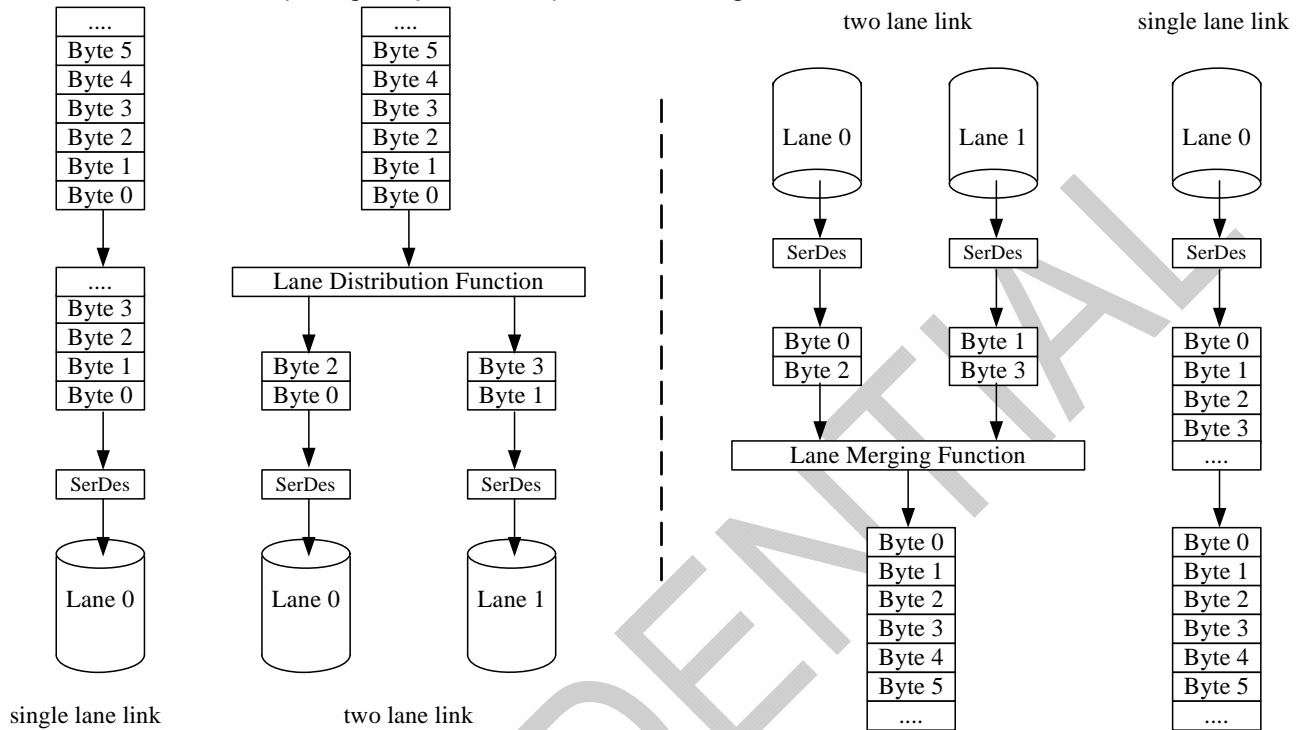 ....
Byte 5
Byte 4
Byte 3
Byte 2
Byte 1
Byte 0
....
Byte 3
Byte 2
Byte 1
Byte 0
SerDes
Lane 0
single lane link
....
Byte 5
Byte 4
Byte 3
Byte 2
Byte 1
Byte 0
Lane Distribution Function
Byte 2
Byte 0
SerDes
Lane 0
Byte 3
Byte 1
SerDes
Lane 1
two lane link
two lane link
Lane 0
SerDes
Byte 0
Byte 2
Lane 1
SerDes
Byte 1
Byte 3
Lane Merging Function
Byte 0
Byte 1
Byte 2
Byte 3
Byte 4
Byte 5
....
single lane link
Lane 0
SerDes
Byte 0
Byte 1
Byte 2
Byte 3
....
Byte 0
Byte 1
Byte 2
Byte 3
Byte 4
Byte 5
....
DENTIAL